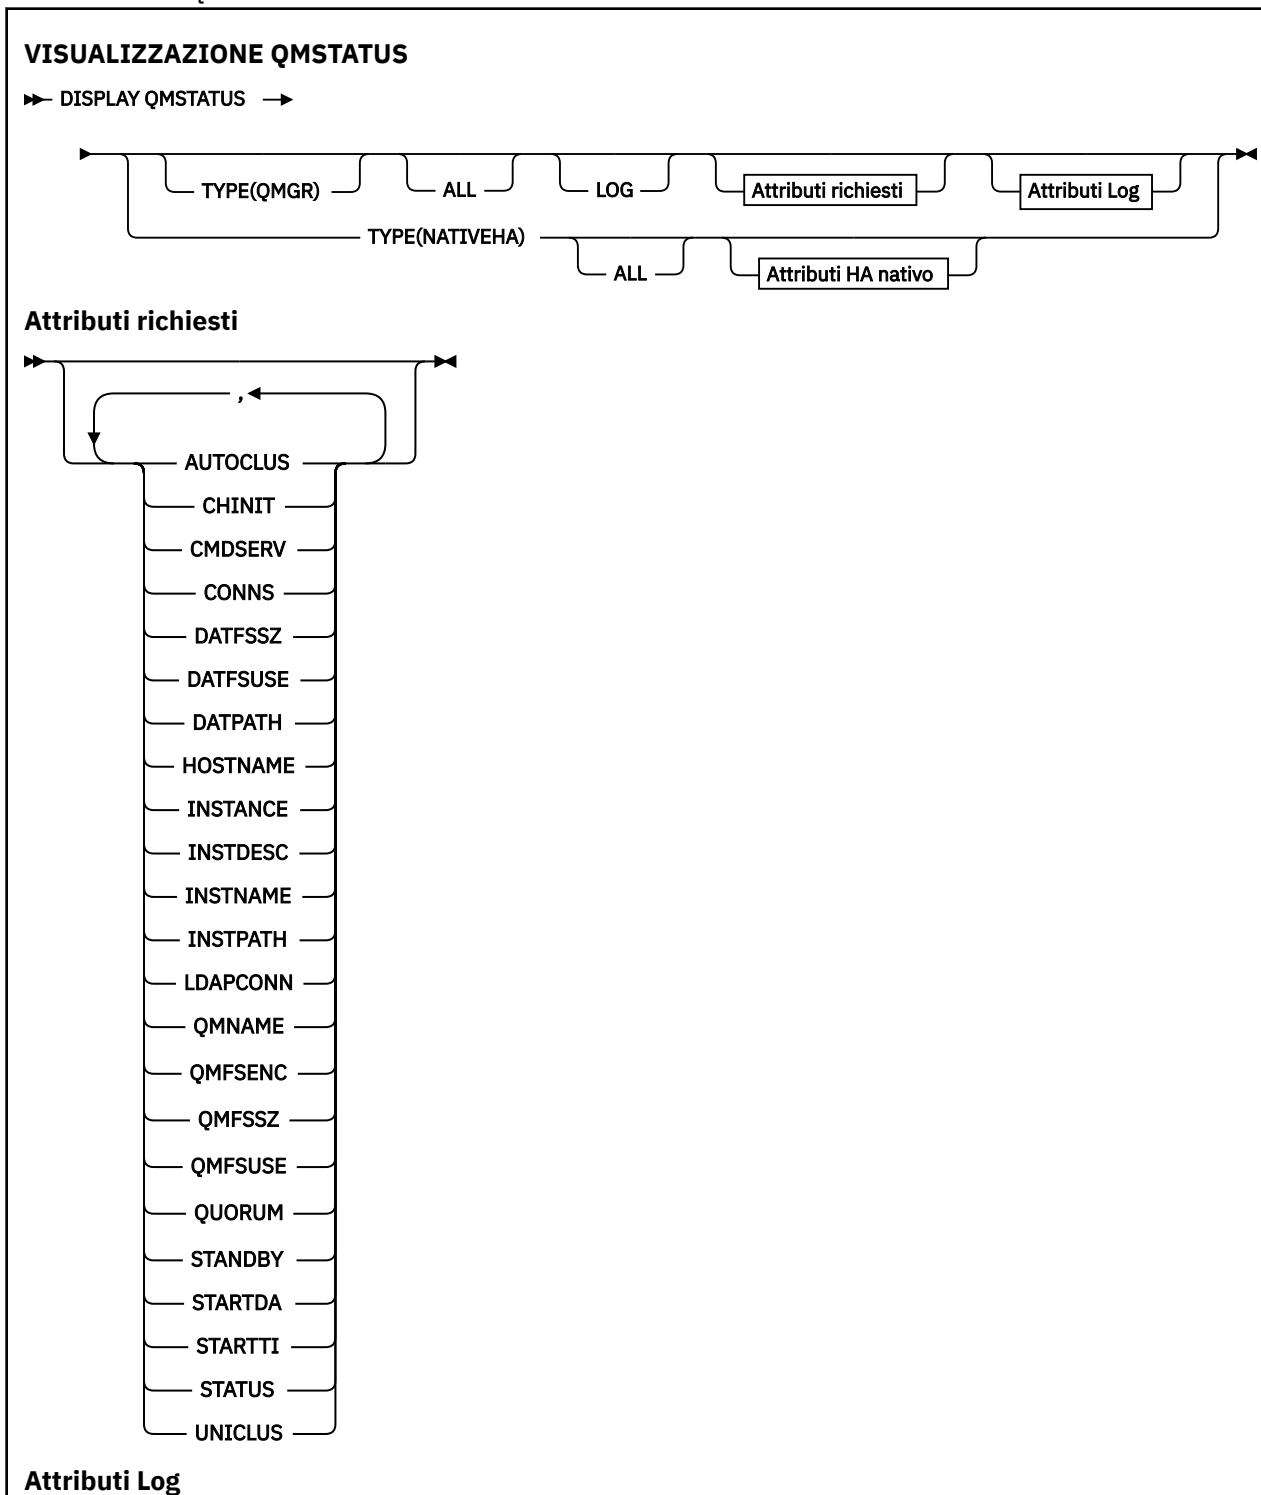 VISUALIZZAZIONE QMSTATUS
DISPLAY QMSTATUS
TYPE(QMGR) ALL LOG Attributi richiesti Attributi Log
TYPE(NATIVEHA)
ALL Attributi HA nativo
Attributi richiesti
,
AUTOCLUS
CHINIT
CMDSERV
CONNS
DATFSSZ
DATFSUSE
DATPATH
HOSTNAME
INSTANCE
INSTDESC
INSTNAME
INSTPATH
LDAPCONN
QMNAME
QMFSENC
QMFSSZ
QMFSUSE
QUORUM
STANDBY
STARTDA
STARTTI
STATUS
UNICLUS
Attributi Log